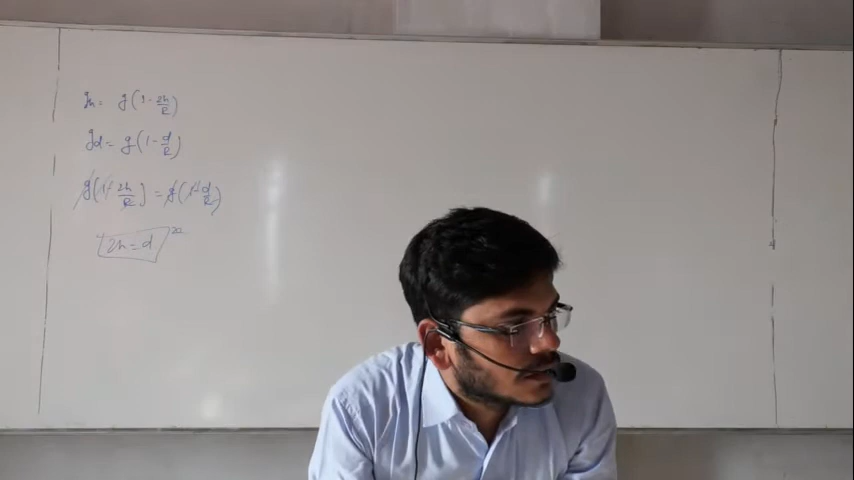 gh = g(1 - 2h/R)
gd = g(1 - d/R)
g(1 - 2h/R) = g(1 - d/R)
2h = d